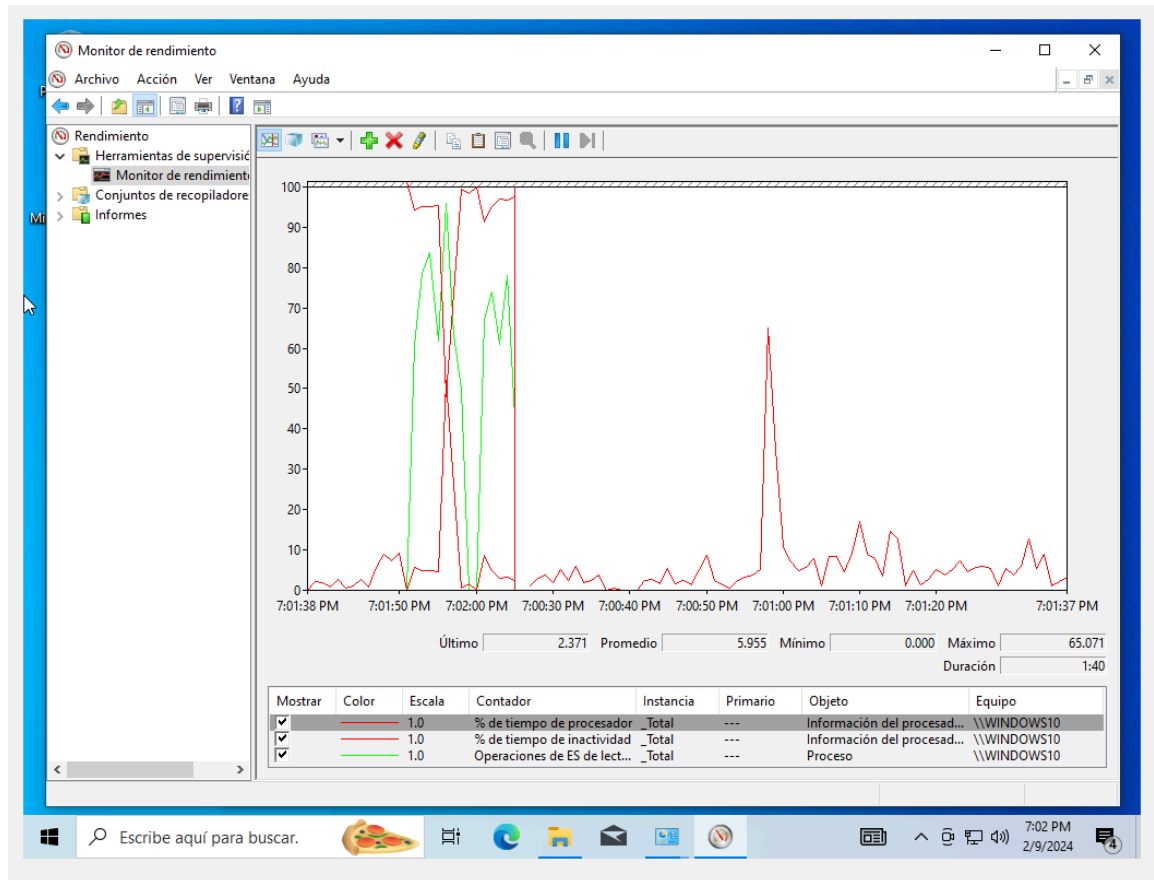 Monitor de rendimiento
Archivo Acción Ver Ventana Ayuda
Rendimiento
Herramientas de supervisió
Monitor de rendimient
Conjuntos de recopiladore
Informes
Mi
100
90
80
70
60
50
40
30
20
10
0
7:01:38 PM 7:01:50 PM 7:02:00 PM 7:00:30 PM 7:00:40 PM 7:00:50 PM 7:01:00 PM 7:01:10 PM 7:01:20 PM 7:01:37 PM
Último 2.371 Promedio 5.955 Mínimo 0.000 Máximo 65.071
Duración 1:40
Mostrar Color Escala Contador Instancia Primario Objeto Equipo
1.0 % de tiempo de procesador _Total --- Información del procesad... \\WINDOWS10
1.0 % de tiempo de inactividad _Total --- Información del procesad... \\WINDOWS10
1.0 Operaciones de ES de lect... _Total --- Proceso \\WINDOWS10
Escribe aquí para buscar.
7:02 PM
2/9/2024
4